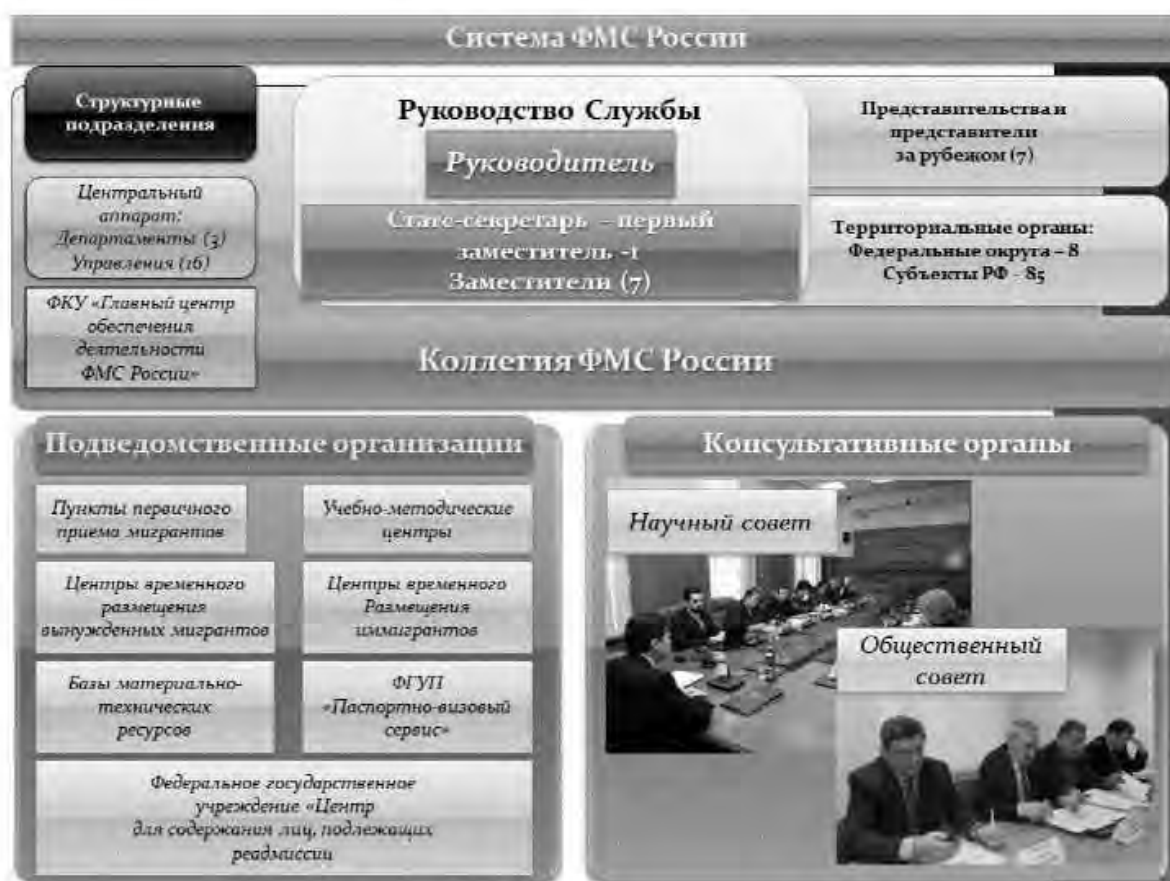 Система ФМС России
Структурные
подразделения
Центральный
аппарат:
Департаменты (3)
Управления (16)
ФКУ «Главный центр
обеспечения
деятельности
ФМС России»
Руководство Службы
Руководитель
Статс-секретарь – первый
заместитель -1
Заместители (7)
Представительства и
представители
за рубежом (7)
Территориальные органы:
Федеральные округа – 8
Субъекты РФ – 85
Коллегия ФМС России
Подведомственные организации
Пункты первичного
приема мигрантов
Учебно-методические
центры
Центры временного
размещения
вынужденных мигрантов
Центры временного
Размещения
иммигрантов
Базы материально-
технических
ресурсов
ФГУП
«Паспортно-визовый
сервис»
Федеральное государственное
учреждение «Центр
для содержания лиц, подлежащих
реадмиссии
Консультативные органы
Научный совет
Общественный
совет